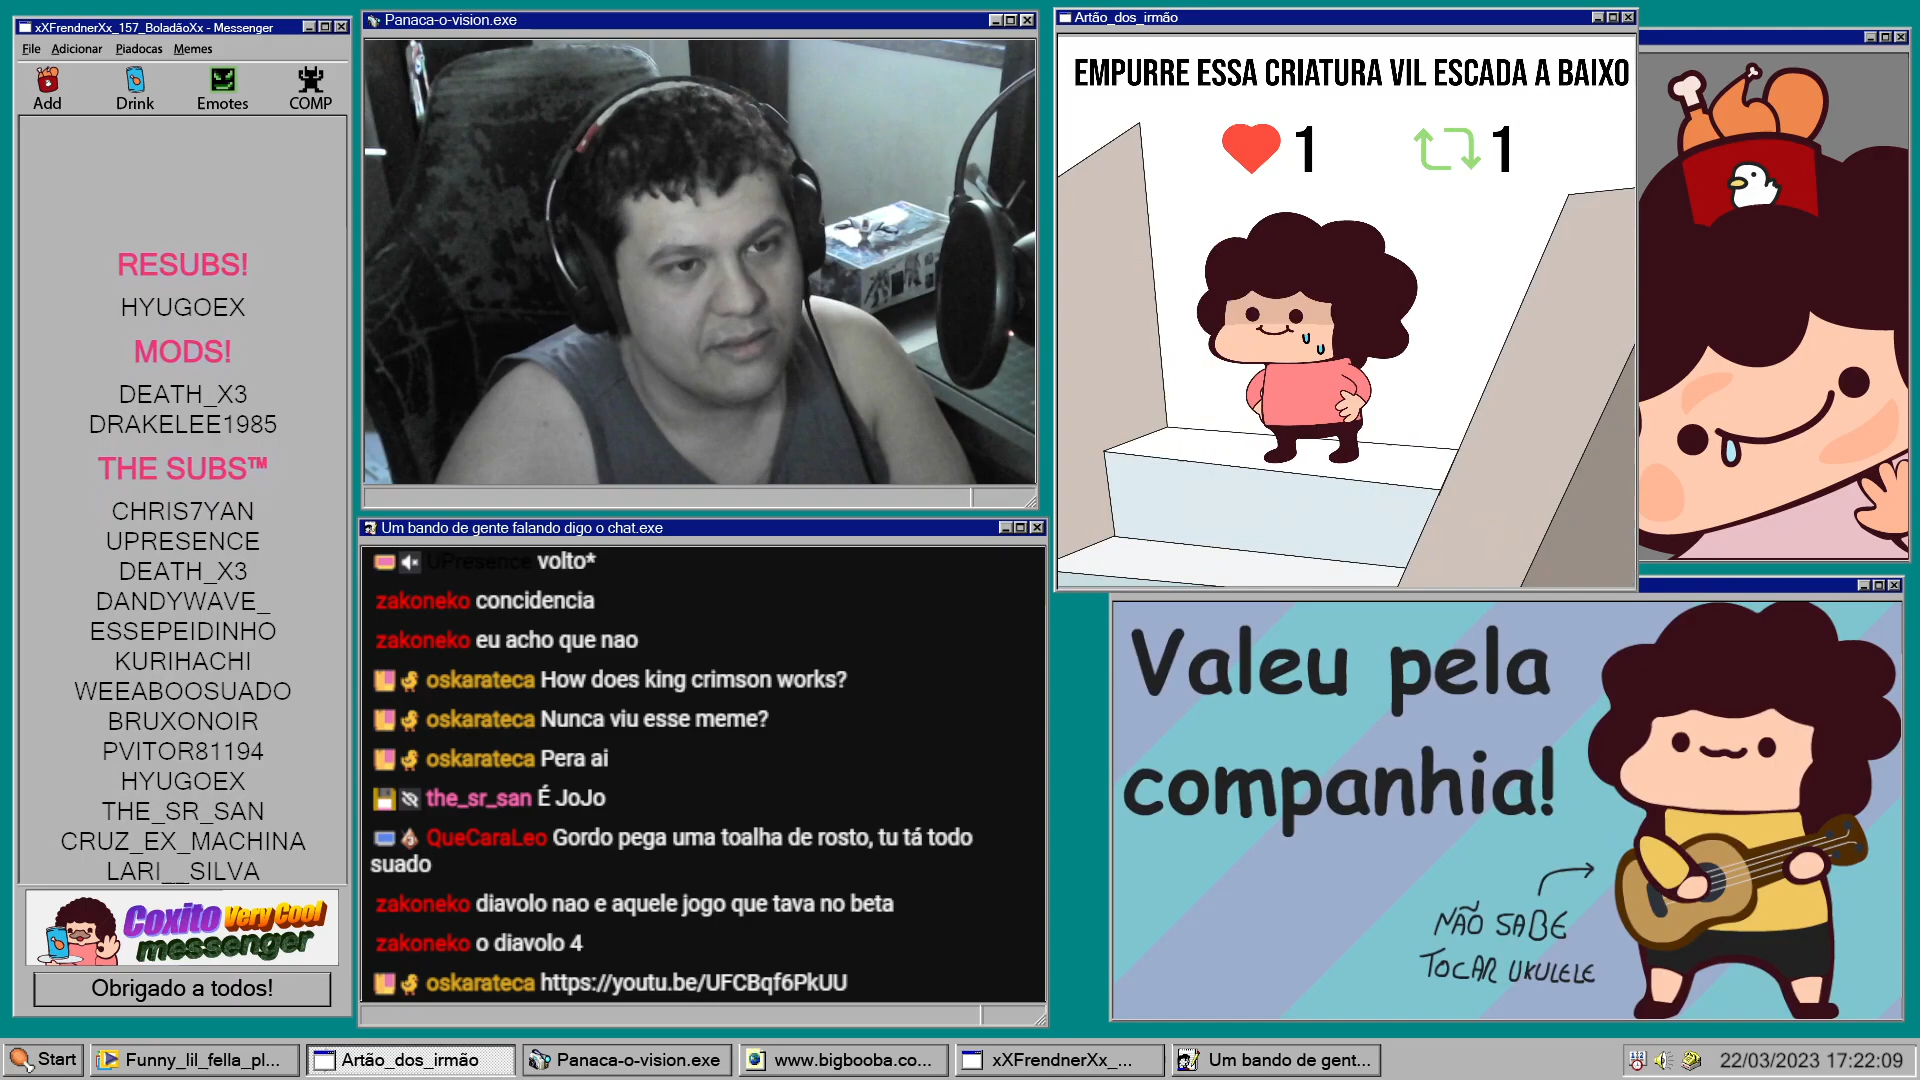 xXFrendnerXx_157_BoladãoXx - Messenger
File Adicionar Piadocas Memes
Add Drink Emotes COMP
RESUBS!
HYUGOEX
MODS!
DEATH_X3
DRAKELEE1985
THE SUBS™
CHRIS7YAN
UPRESENCE
DEATH_X3
DANDYWAVE_
ESSEPEIDINHO
KURIHACHI
WEEABOOSUADO
BRUXONOIR
PVITOR81194
HYUGOEX
THE_SR_SAN
CRUZ_EX_MACHINA
LARI__SILVA
Coxito Very Cool
messenger
Obrigado a todos!
Panaca-o-vision.exe
Um bando de gente falando digo o chat.exe
UPresence volto*
zakoneko concidencia
zakoneko eu acho que nao
oskarateca How does king crimson works?
oskarateca Nunca viu esse meme?
oskarateca Pera ai
the_sr_san É JoJo
QueCaraLeo Gordo pega uma toalha de rosto, tu tá todo
suado
zakoneko diavolo nao e aquele jogo que tava no beta
zakoneko o diavolo 4
oskarateca https://youtu.be/UFCBqf6PkUU
Artão_dos_irmão
EMPURRE ESSA CRIATURA VIL ESCADA A BAIXO
1 1
Valeu pela
companhia!
NÃO SABE
TOCAR UKULELE
Start Funny_lil_fella_pl... Artão_dos_irmão Panaca-o-vision.exe www.bigbooba.co... xXFrendnerXx_... Um bando de gent... 22/03/2023 17:22:09